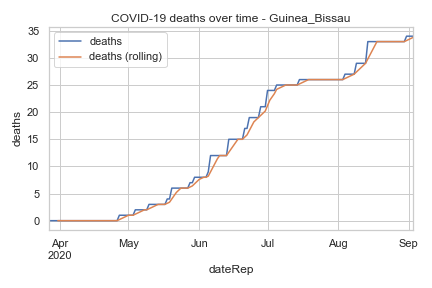 COVID-19 deaths over time - Guinea_Bissau
deaths
deaths (rolling)
35
30
25
20
15
10
5
0
deaths
Apr
2020
May
Jun
Jul
Aug
Sep
dateRep